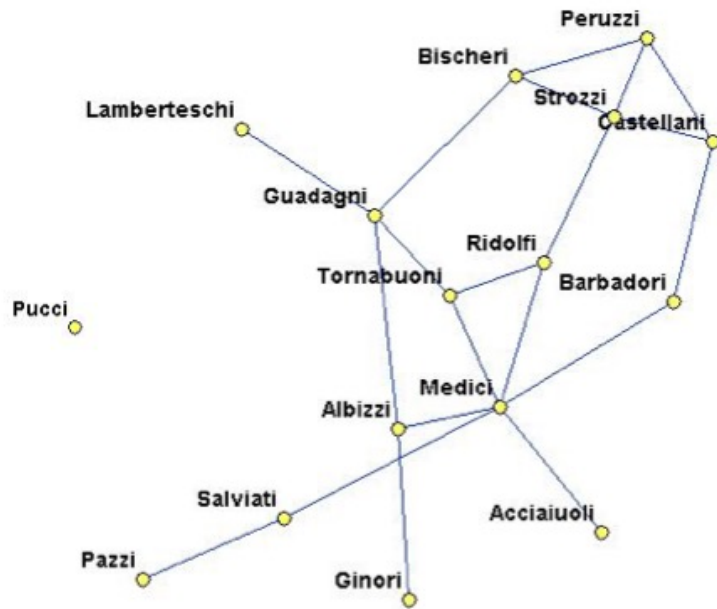 Peruzzi
Bischeri
Strozzi
Castellani
Lamberteschi
Guadagni
Ridolfi
Tornabuoni
Barbadori
Pucci
Medici
Albizzi
Salviati
Acciaiuoli
Pazzi
Ginori